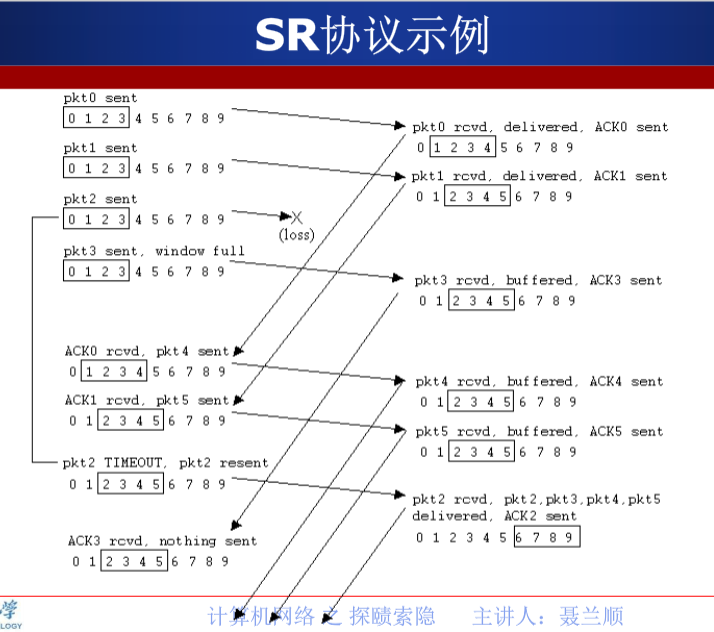 SR协议示例
pkt0 sent
0 1 2 3 4 5 6 7 8 9
pkt1 sent
0 1 2 3 4 5 6 7 8 9
pkt2 sent
0 1 2 3 4 5 6 7 8 9
pkt3 sent, window full
0 1 2 3 4 5 6 7 8 9
ACK0 rcvd, pkt4 sent
0 1 2 3 4 5 6 7 8 9
ACK1 rcvd, pkt5 sent
0 1 2 3 4 5 6 7 8 9
pkt2 TIMEOUT, pkt2 resent
0 1 2 3 4 5 6 7 8 9
ACK3 rcvd, nothing sent
0 1 2 3 4 5 6 7 8 9
X
(loss)
pkt0 rcvd, delivered, ACK0 sent
0 1 2 3 4 5 6 7 8 9
pkt1 rcvd, delivered, ACK1 sent
0 1 2 3 4 5 6 7 8 9
pkt3 rcvd, buffered, ACK3 sent
0 1 2 3 4 5 6 7 8 9
pkt4 rcvd, buffered, ACK4 sent
0 1 2 3 4 5 6 7 8 9
pkt5 rcvd, buffered, ACK5 sent
0 1 2 3 4 5 6 7 8 9
pkt2 rcvd, pkt2,pkt3,pkt4,pkt5
delivered, ACK2 sent
0 1 2 3 4 5 6 7 8 9
计算机网络 之 探赜索隐 主讲人：聂兰顺